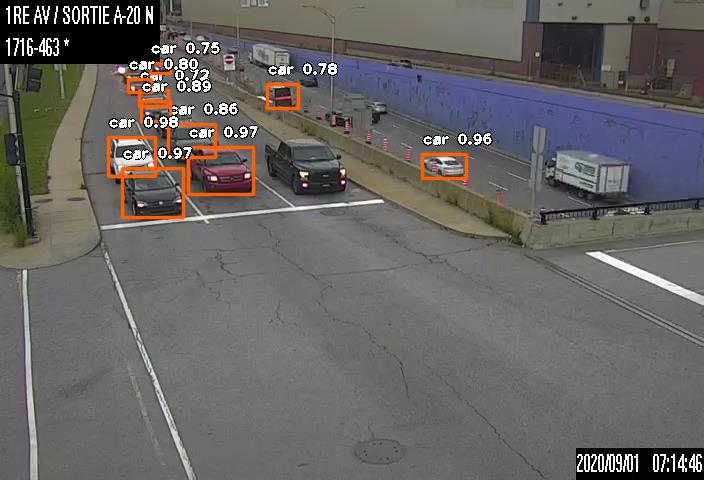 1RE AV / SORTIE A-20 N
1716-463 *
car 0.75
car 0.80
car 0.72
car 0.89
car 0.78
car 0.86
car 0.98
car 0.97
car 0.97
car 0.96
2020/09/01 07:14:46